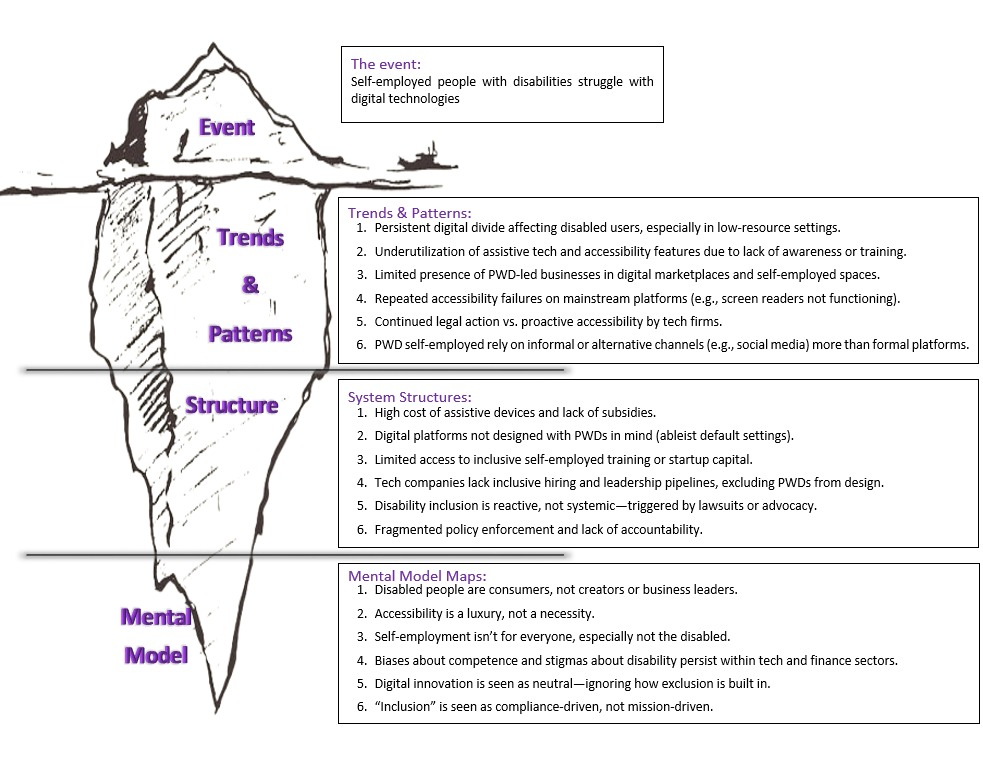 The event:
Self-employed people with disabilities struggle with
digital technologies
Event
Trends & Patterns:
1. Persistent digital divide affecting disabled users, especially in low-resource settings.
2. Underutilization of assistive tech and accessibility features due to lack of awareness or training.
3. Limited presence of PWD-led businesses in digital marketplaces and self-employed spaces.
4. Repeated accessibility failures on mainstream platforms (e.g., screen readers not functioning).
5. Continued legal action vs. proactive accessibility by tech firms.
6. PWD self-employed rely on informal or alternative channels (e.g., social media) more than formal platforms.
Trends
&
Patterns
System Structures:
1. High cost of assistive devices and lack of subsidies.
2. Digital platforms not designed with PWDs in mind (ableist default settings).
3. Limited access to inclusive self-employed training or startup capital.
4. Tech companies lack inclusive hiring and leadership pipelines, excluding PWDs from design.
5. Disability inclusion is reactive, not systemic—triggered by lawsuits or advocacy.
6. Fragmented policy enforcement and lack of accountability.
Structure
Mental Model Maps:
1. Disabled people are consumers, not creators or business leaders.
2. Accessibility is a luxury, not a necessity.
3. Self-employment isn’t for everyone, especially not the disabled.
4. Biases about competence and stigmas about disability persist within tech and finance sectors.
5. Digital innovation is seen as neutral—ignoring how exclusion is built in.
6. “Inclusion” is seen as compliance-driven, not mission-driven.
Mental
Model